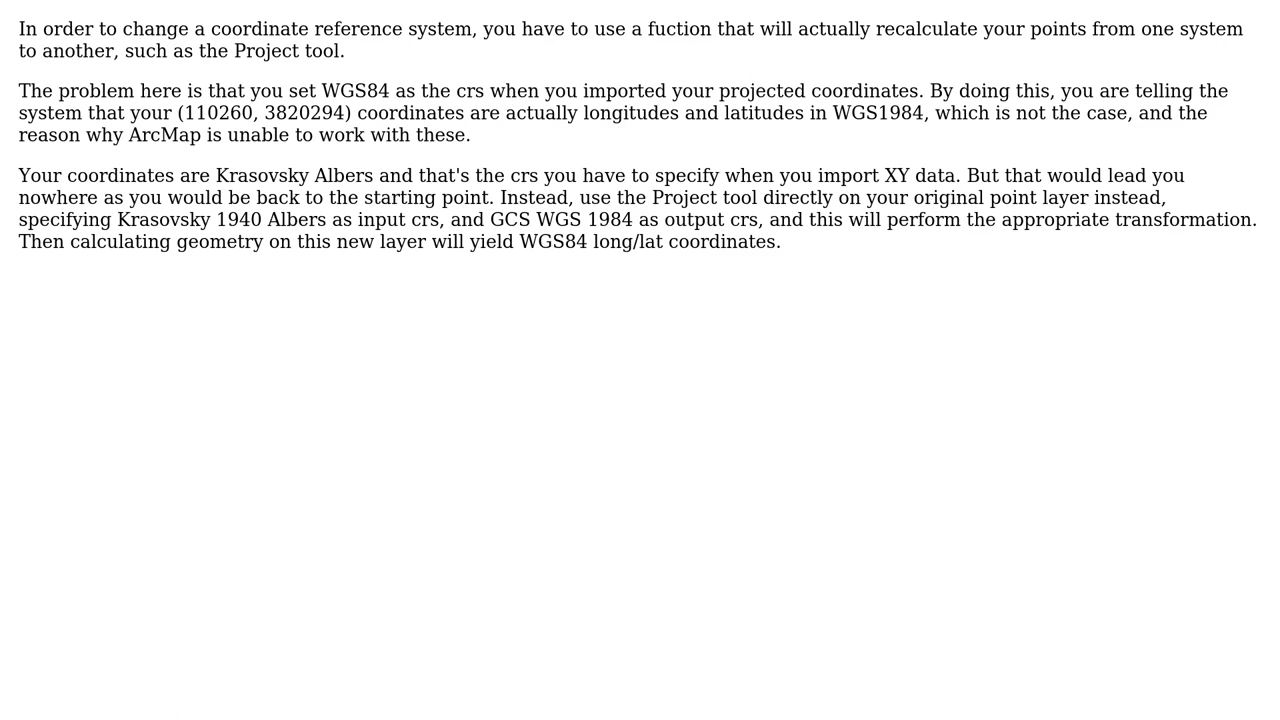 In order to change a coordinate reference system, you have to use a fuction that will actually recalculate your points from one system
to another, such as the Project tool.
The problem here is that you set WGS84 as the crs when you imported your projected coordinates. By doing this, you are telling the
system that your (110260, 3820294) coordinates are actually longitudes and latitudes in WGS1984, which is not the case, and the
reason why ArcMap is unable to work with these.
Your coordinates are Krasovsky Albers and that's the crs you have to specify when you import XY data. But that would lead you
nowhere as you would be back to the starting point. Instead, use the Project tool directly on your original point layer instead,
specifying Krasovsky 1940 Albers as input crs, and GCS WGS 1984 as output crs, and this will perform the appropriate transformation.
Then calculating geometry on this new layer will yield WGS84 long/lat coordinates.